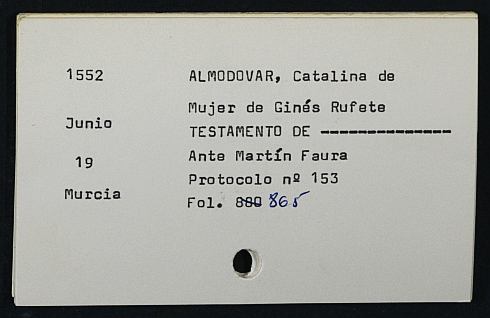 1552 ALMODOVAR, Catalina de
Mujer de Ginés Rufete
Junio
TESTAMENTO DE ---------------
19 Ante Martín Faura
Protocolo nº 153
Murcia
Fol. 880 865